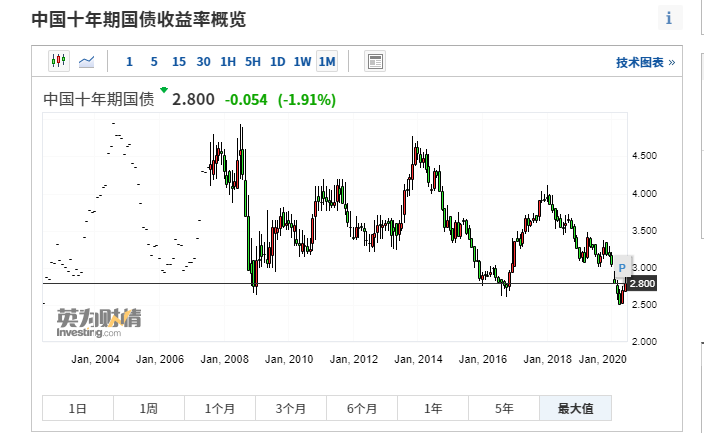 中国十年期国债收益率概览
i
1 5 15 30 1H 5H 1D 1W 1M
技术图表 »
中国十年期国债 2.800 -0.054 (-1.91%)
4.500
4.000
3.500
3.000
P
2.800
2.500
2.000
英为财情
Investing.com
Jan, 2004 Jan, 2006 Jan, 2008 Jan, 2010 Jan, 2012 Jan, 2014 Jan, 2016 Jan, 2018 Jan, 2020
1日 1周 1个月 3个月 6个月 1年 5年 最大值